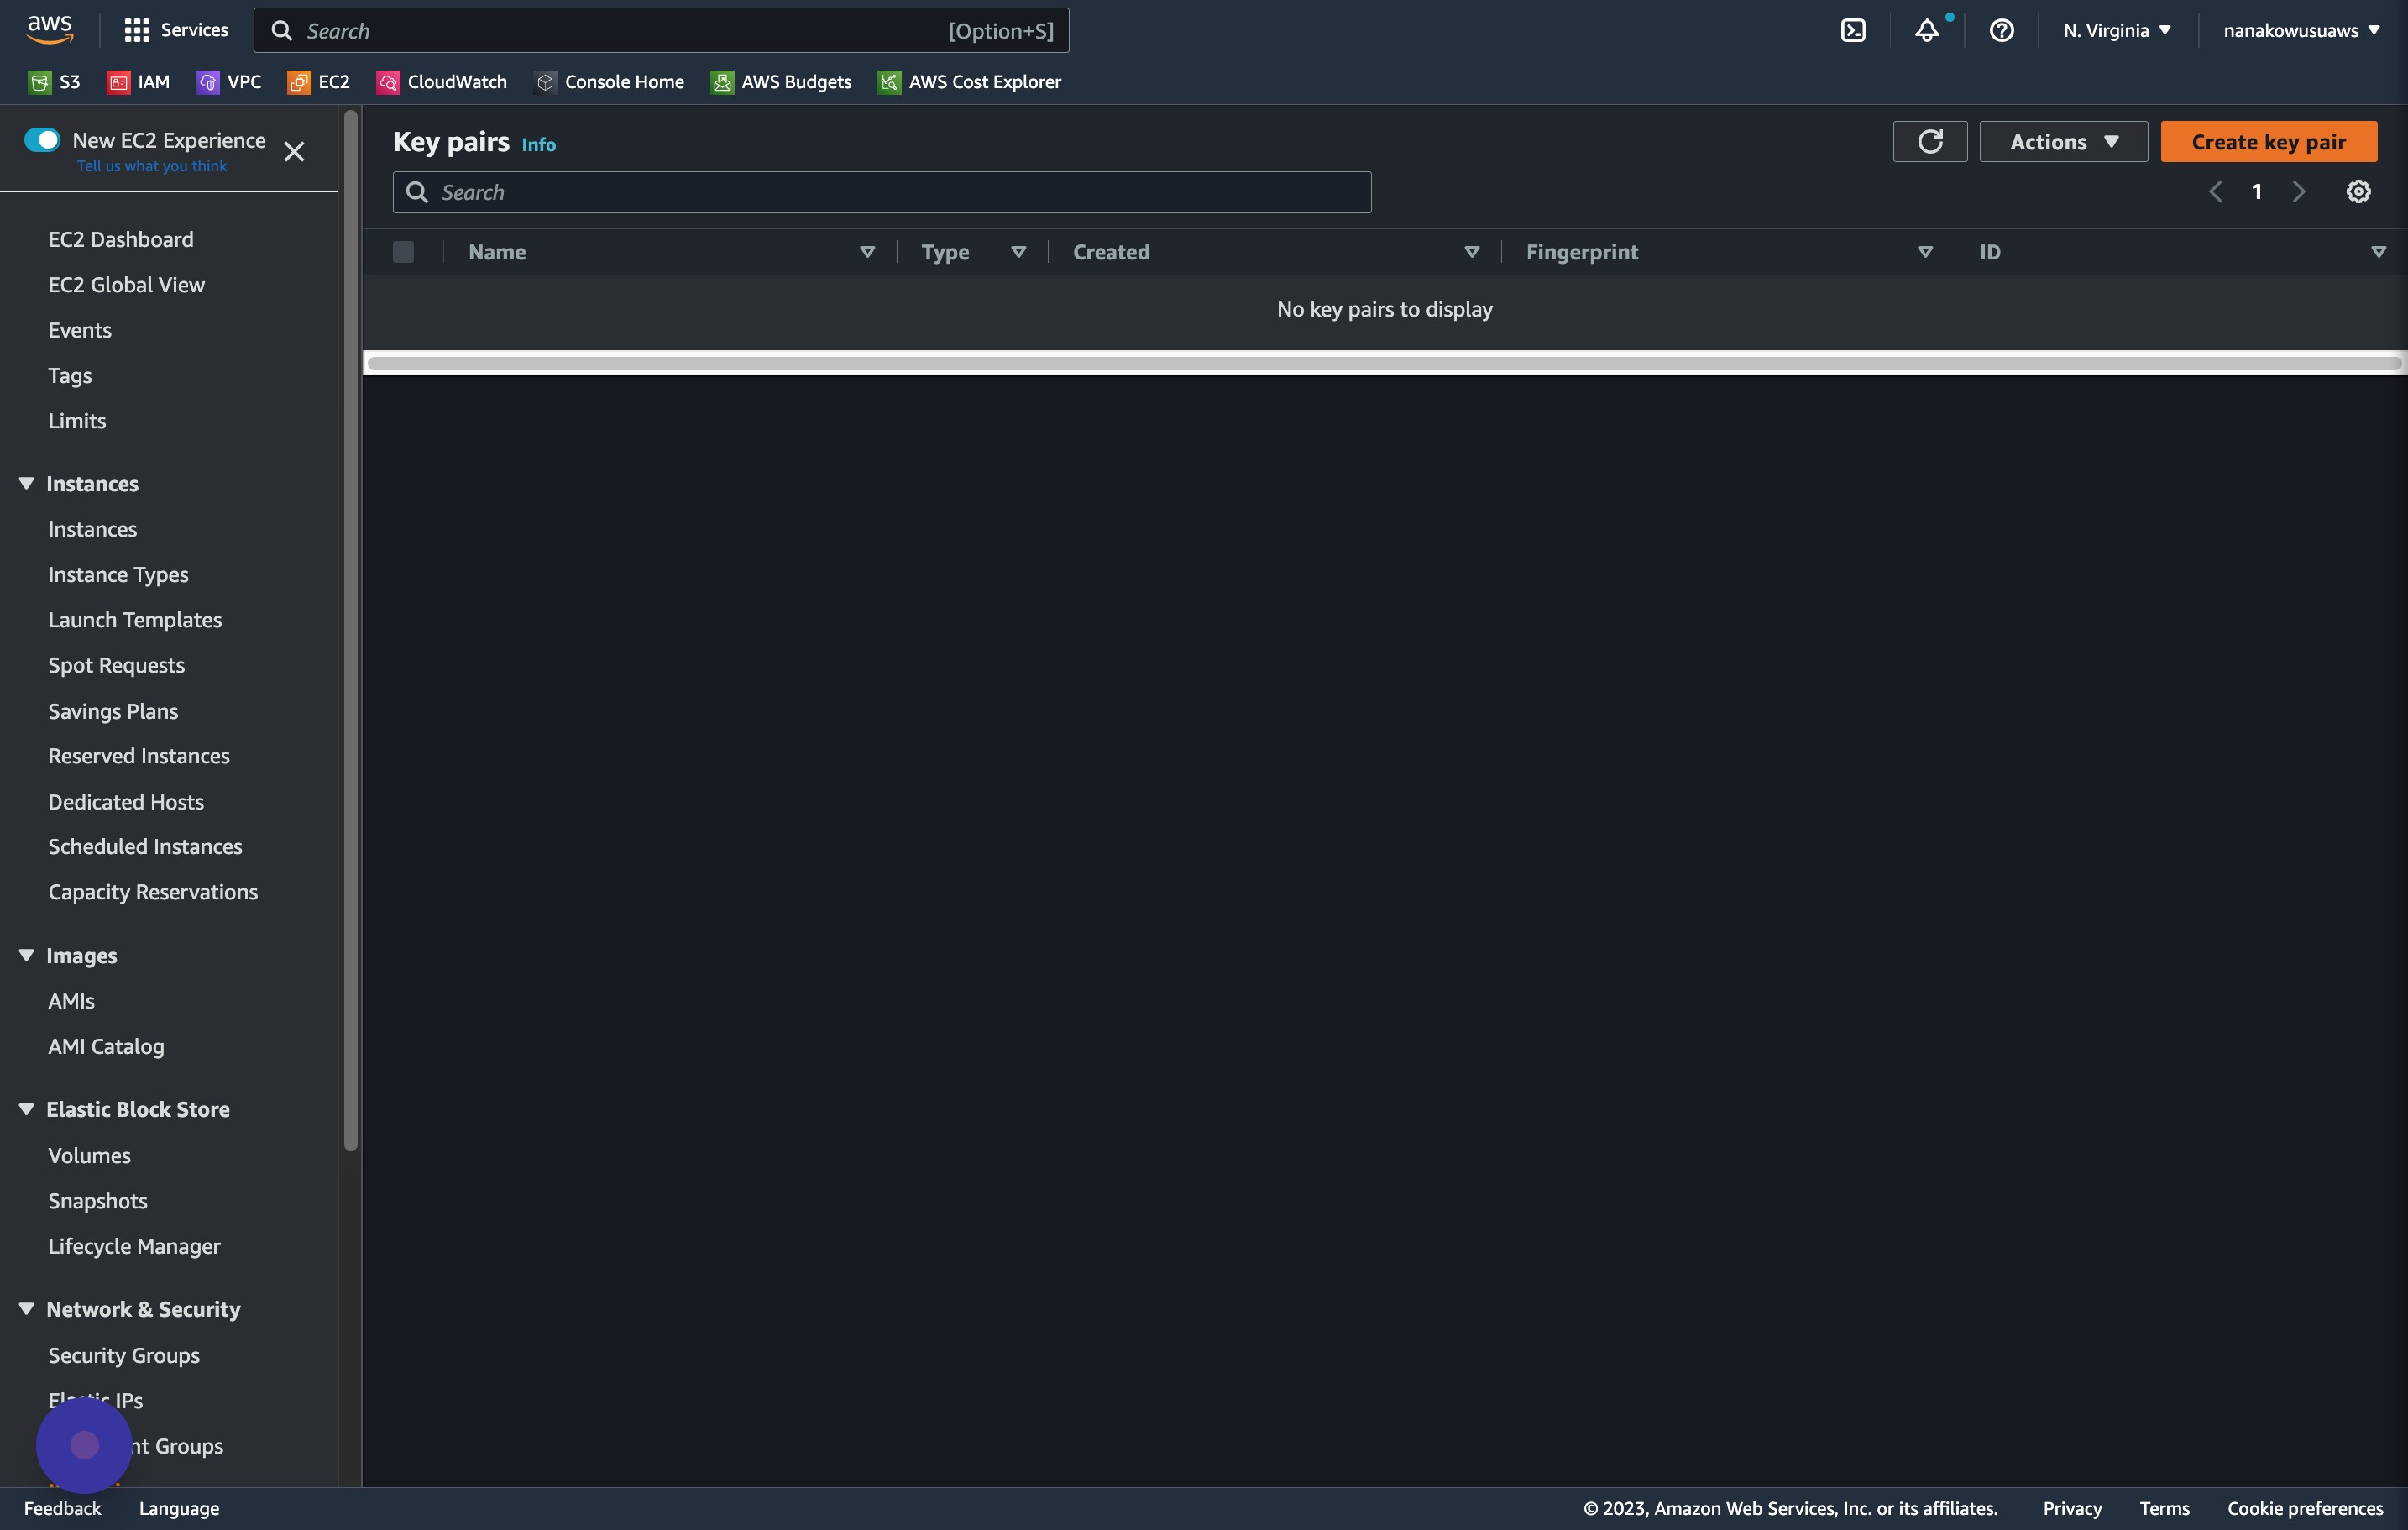 aws Services Search [Option+S] N. Virginia nanakowusuaws
S3 IAM VPC EC2 CloudWatch Console Home AWS Budgets AWS Cost Explorer
New EC2 Experience
Tell us what you think
EC2 Dashboard
EC2 Global View
Events
Tags
Limits
Instances
Instances
Instance Types
Launch Templates
Spot Requests
Savings Plans
Reserved Instances
Dedicated Hosts
Scheduled Instances
Capacity Reservations
Images
AMIs
AMI Catalog
Elastic Block Store
Volumes
Snapshots
Lifecycle Manager
Network & Security
Security Groups
Elastic IPs
nt Groups
Key pairs Info Actions Create key pair
Search 1
Name Type Created Fingerprint ID
No key pairs to display
Feedback Language © 2023, Amazon Web Services, Inc. or its affiliates. Privacy Terms Cookie preferences